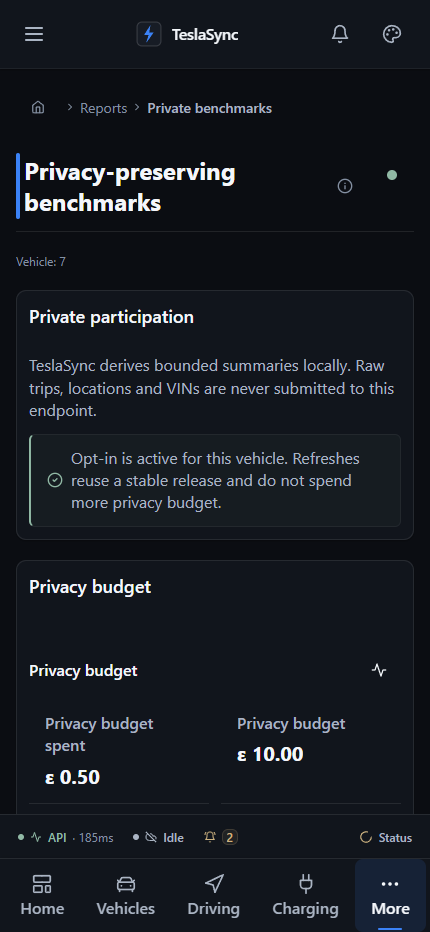 TeslaSync
Reports
Private benchmarks
Privacy-preserving
benchmarks
Vehicle: 7
Private participation
TeslaSync derives bounded summaries locally. Raw
trips, locations and VINs are never submitted to this
endpoint.
Opt-in is active for this vehicle. Refreshes
reuse a stable release and do not spend
more privacy budget.
Privacy budget
Privacy budget
Privacy budget
spent
ε 0.50
Privacy budget
ε 10.00
API · 185ms
Idle
2
Status
Home
Vehicles
Driving
Charging
More